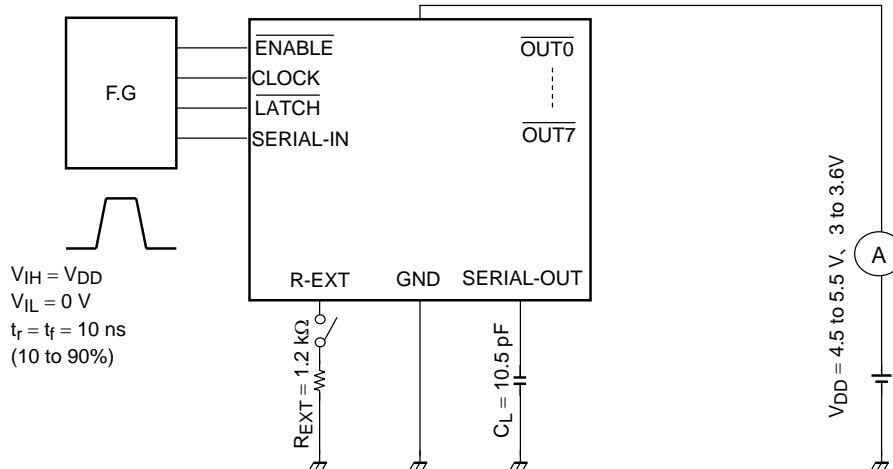 F.G
ENABLE
CLOCK
LATCH
SERIAL-IN
OUT0
OUT7
R-EXT
GND
SERIAL-OUT
VIH = VDD
VIL = 0 V
tr = tf = 10 ns
(10 to 90%)
REXT = 1.2 kΩ
CL = 10.5 pF
VDD = 4.5 to 5.5 V、 3 to 3.6V
A